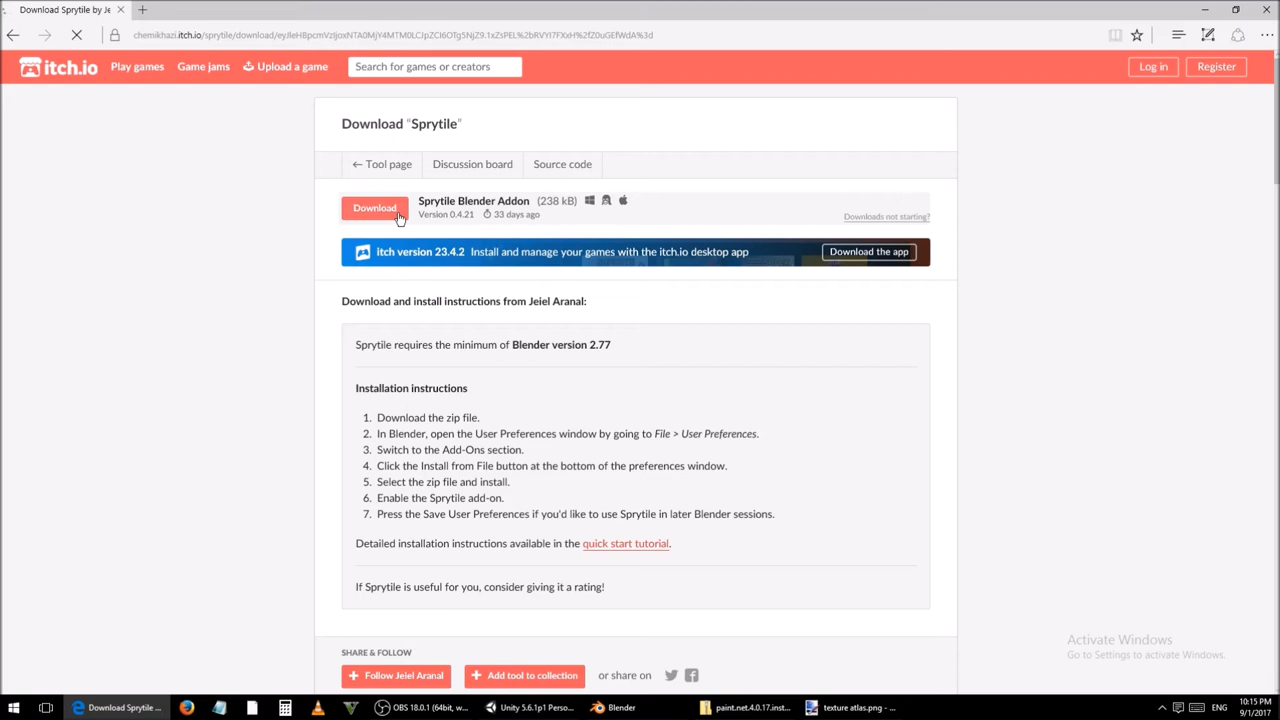 Download Sprytile by Je
chemikhazi.itch.io/sprytile/download/
itch.io
Play games
Game jams
Upload a game
Search for games or creators
Log in
Register
Download “Sprytile”
← Tool page
Discussion board
Source code
Download
Sprytile Blender Addon (238 kB)
Version 0.4.21 33 days ago
Downloads not starting?
itch version 23.4.2 Install and manage your games with the itch.io desktop app
Download the app
Download and install instructions from Jeiel Aranal:
Sprytile requires the minimum of Blender version 2.77
Installation instructions
1. Download the zip file.
2. In Blender, open the User Preferences window by going to File > User Preferences.
3. Switch to the Add-Ons section.
4. Click the Install from File button at the bottom of the preferences window.
5. Select the zip file and install.
6. Enable the Sprytile add-on.
7. Press the Save User Preferences if you'd like to use Sprytile in later Blender sessions.
Detailed installation instructions available in the quick start tutorial.
If Sprytile is useful for you, consider giving it a rating!
SHARE & FOLLOW
Follow Jeiel Aranal
Add tool to collection
or share on
Activate Windows
Go to Settings to activate Windows.
Download Sprytile ...
OBS 18.0.1 (64bit, w...
Unity 5.6.1p1 Perso...
Blender
paint.net.4.0.17.inst...
texture atlas.png - ...
ENG
10:15 PM
9/1/2017